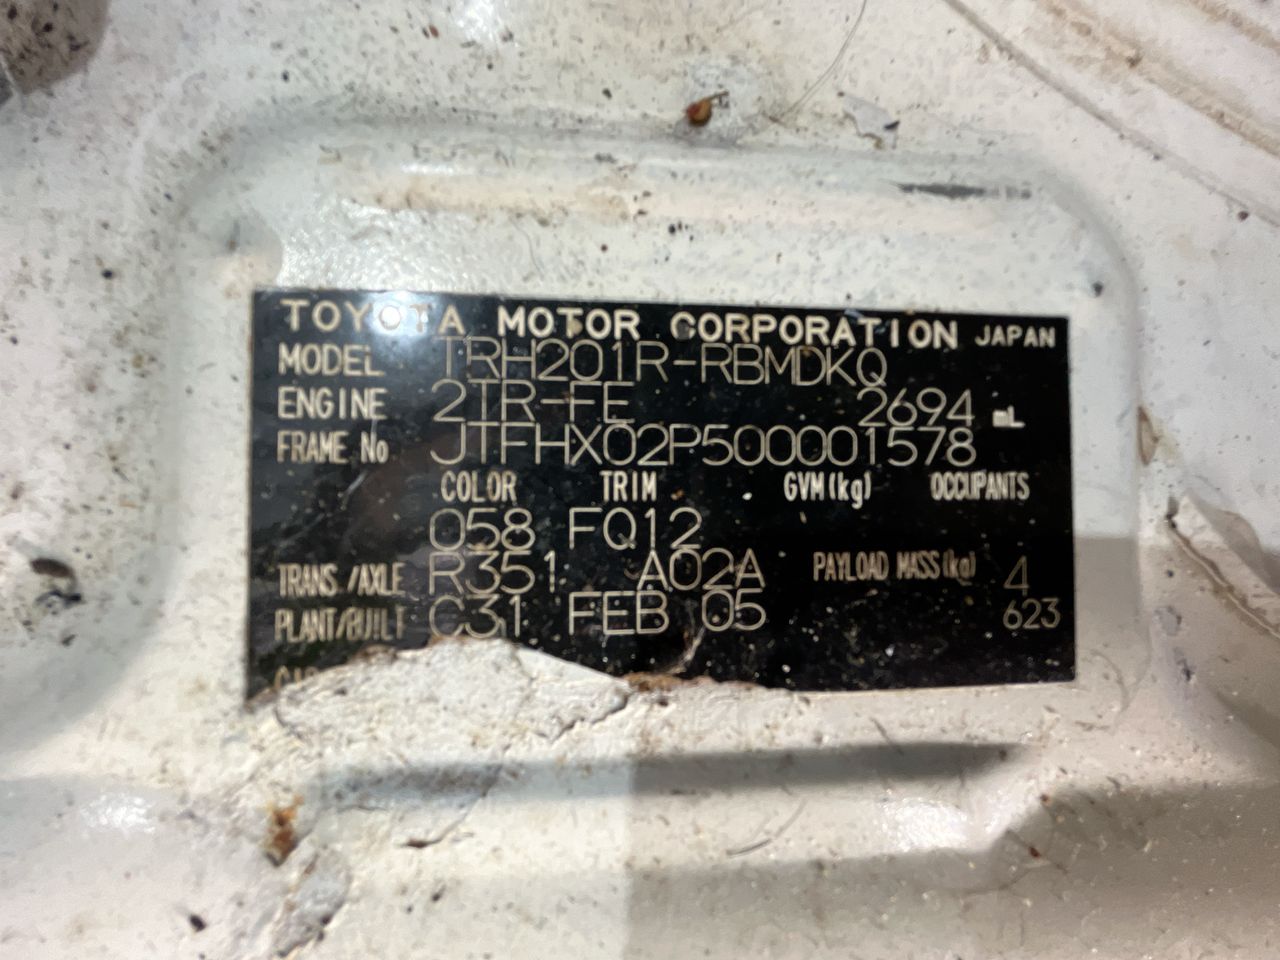 TOYOTA MOTOR CORPORATION JAPAN
MODEL TRH201R-RBMDKQ
ENGINE 2TR-FE 2694 mL
FRAME No JTFHX02P500001578
COLOR TRIM GVM(kg) OCCUPANTS
058 FQ12
TRANS./AXLE R351 A02A PAYLOAD MASS(kg) 4
PLANT/BUILT C31 FEB 05 623